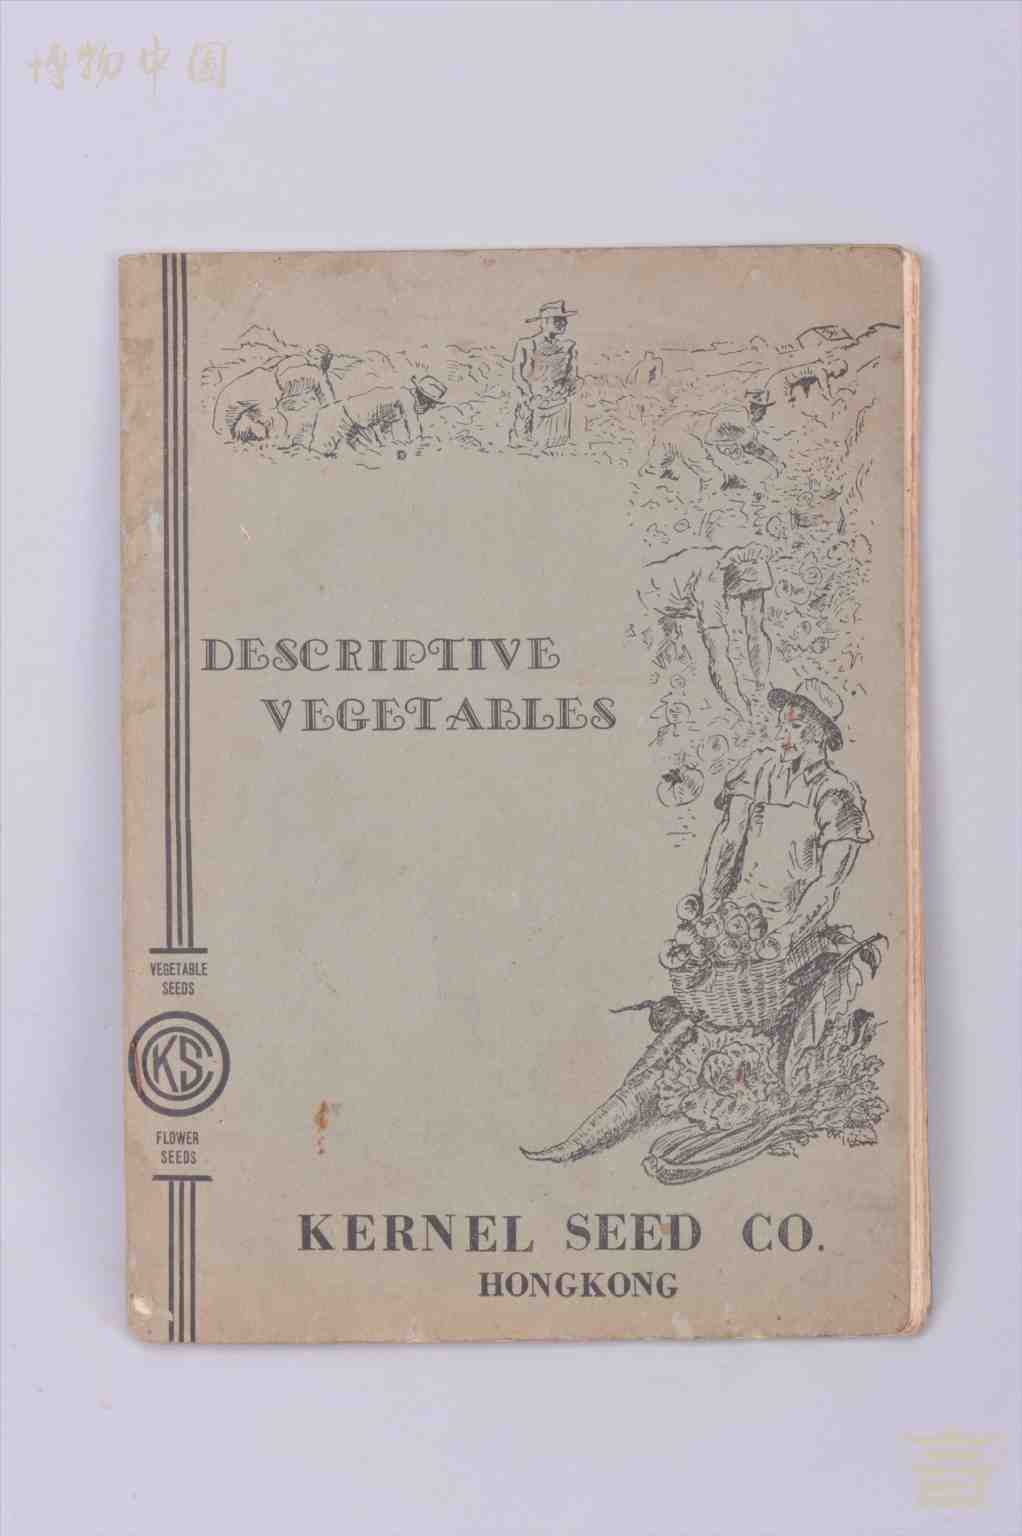 博物中国
DESCRIPTIVE
VEGETABLES
VEGETABLE
SEEDS
KSC
FLOWER
SEEDS
KERNEL SEED CO.
HONGKONG